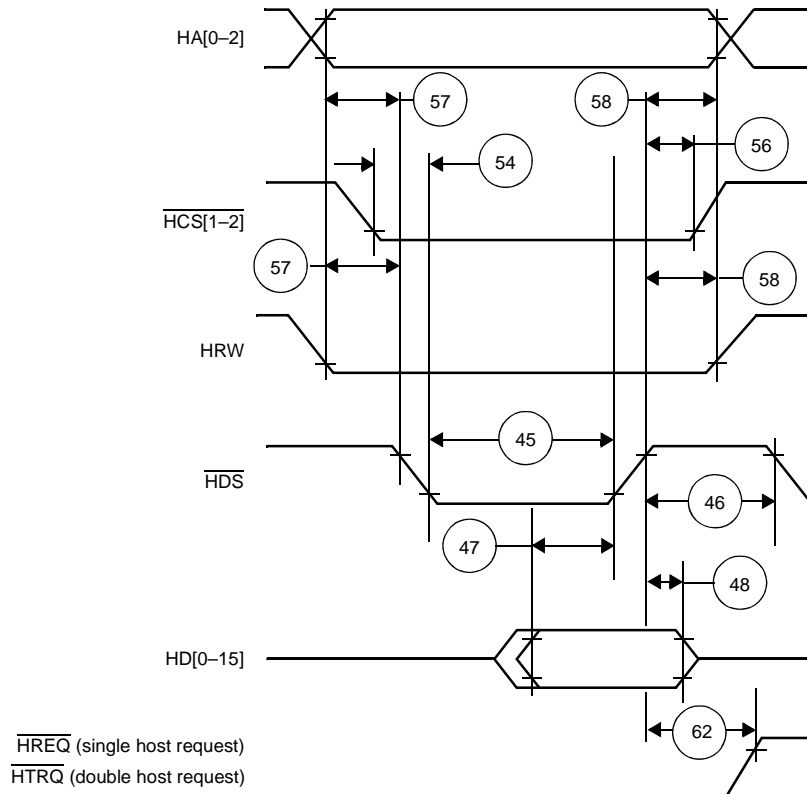 HA[0–2]
57
58
56
54
HCS[1–2]
57
58
HRW
45
HDS
46
47
48
HD[0–15]
62
HREQ (single host request)
HTRQ (double host request)